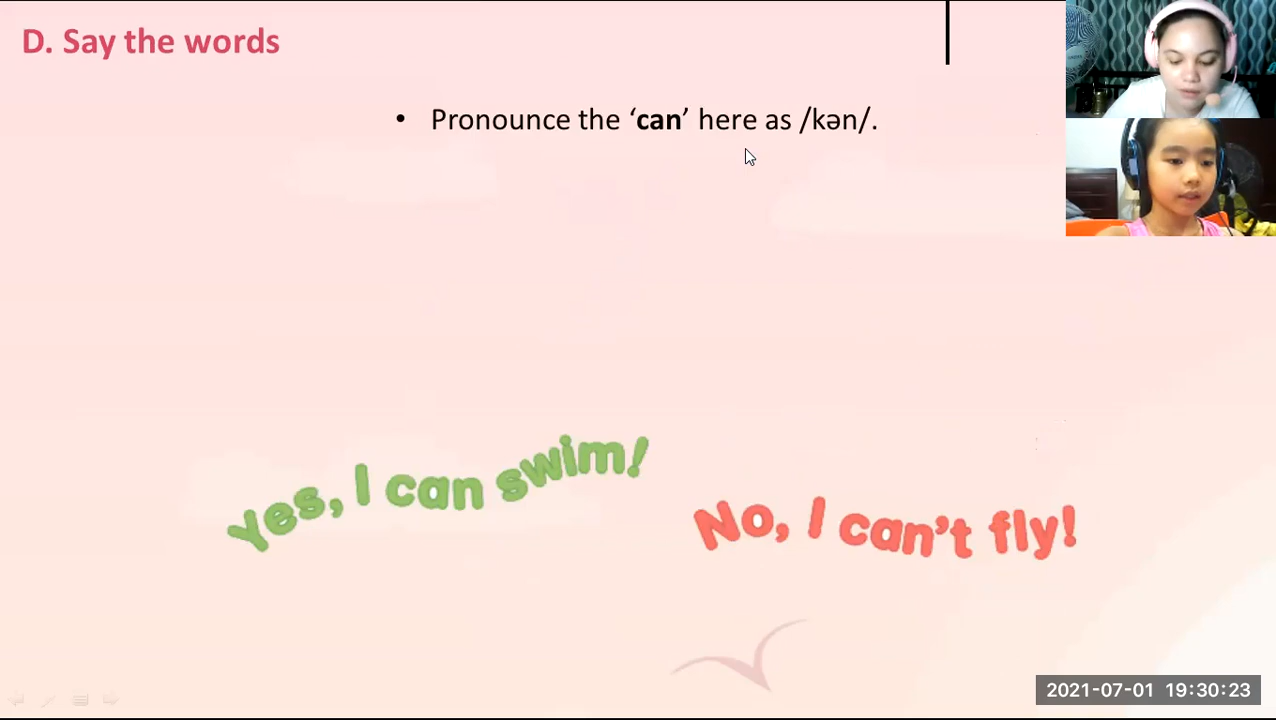 D. Say the words
• Pronounce the ‘can’ here as /kən/.
Yes, I can swim!
No, I can’t fly!
2021-07-01 19:30:23